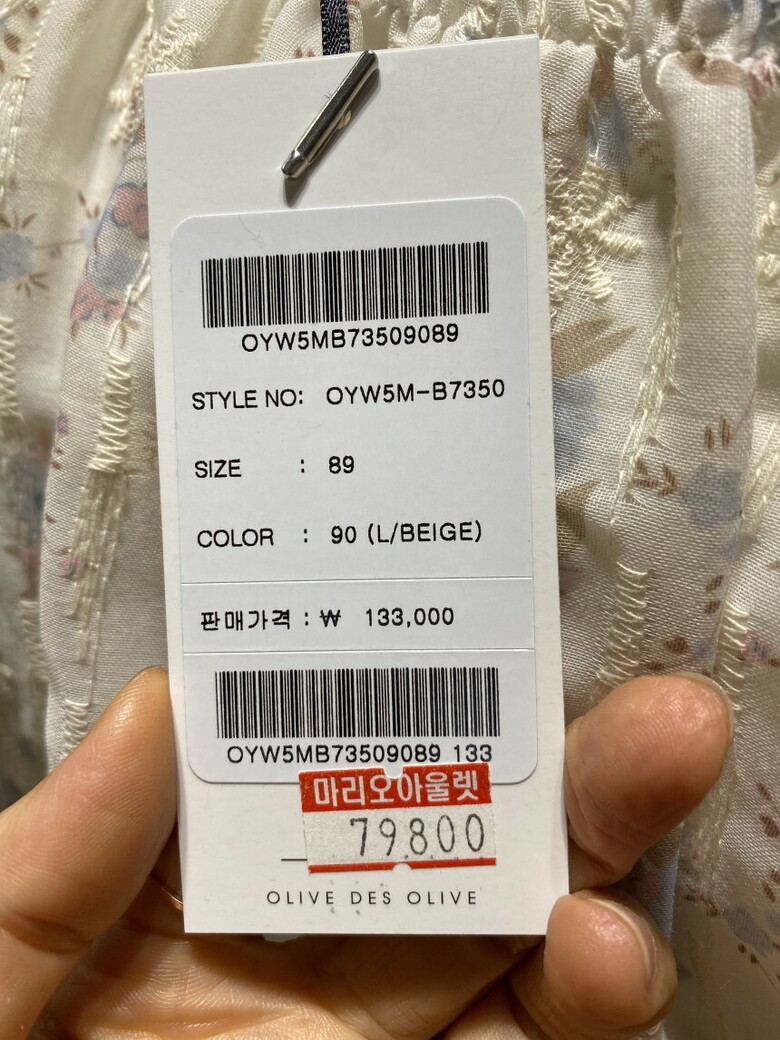 OYW5MB73509089
STYLE NO: OYW5M-B7350
SIZE : 89
COLOR : 90 (L/BEIGE)
판매가격 : ₩ 133,000
OYW5MB73509089 133
마리오아울렛
79800
OLIVE DES OLIVE